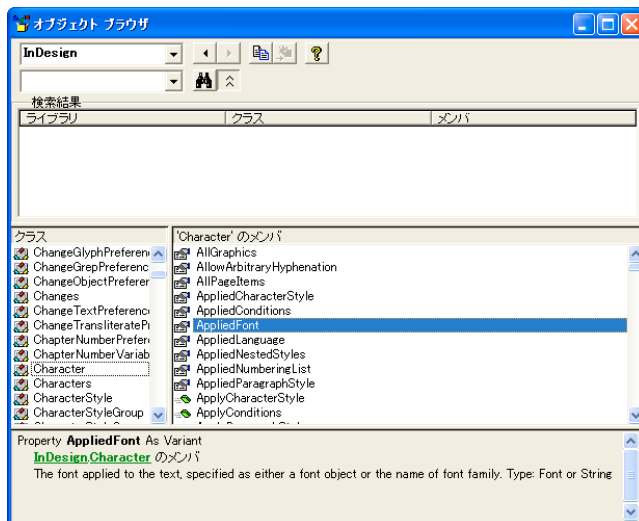 オブジェクト ブラウザ
InDesign
検索結果
ライブラリ クラス メンバ
クラス
ChangeGlyphPreferen
ChangeGrepPreferenc
ChangeObjectPreferer
Changes
ChangeTextPreference
ChangeTransliteratePr
ChapterNumberPrefer
ChapterNumberVariab
Character
Characters
CharacterStyle
CharacterStyleGroup
'Character' のメンバ
AllGraphics
AllowArbitraryHyphenation
AllPageItems
AppliedCharacterStyle
AppliedConditions
AppliedFont
AppliedLanguage
AppliedNestedStyles
AppliedNumberingList
AppliedParagraphStyle
ApplyCharacterStyle
ApplyConditions
Property AppliedFont As Variant
InDesign.Character のメンバ
The font applied to the text, specified as either a font object or the name of font family. Type: Font or String